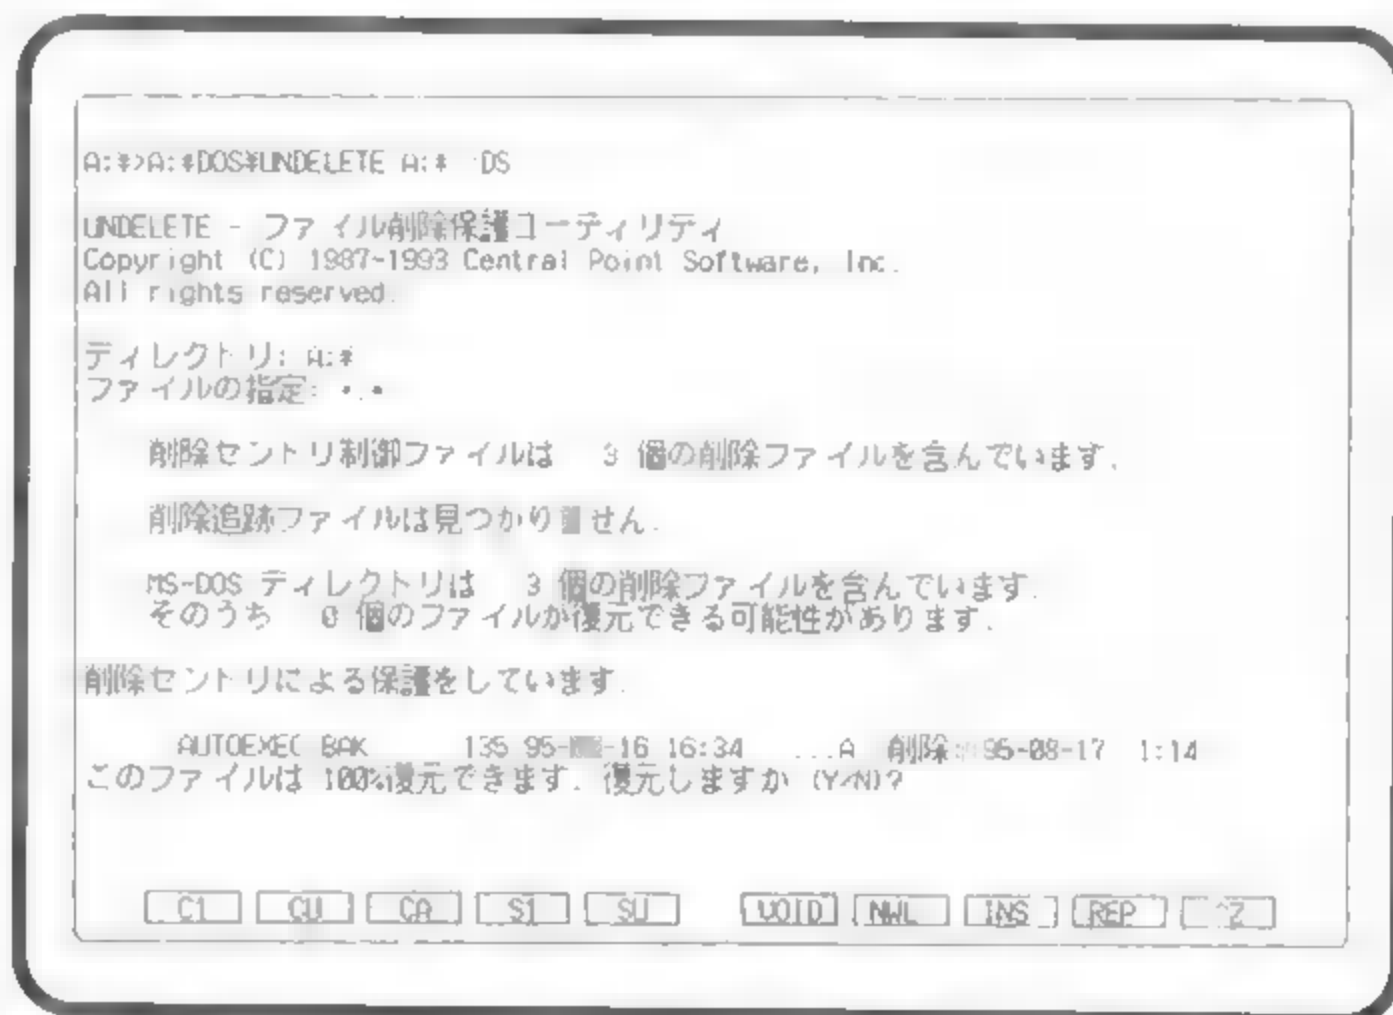 A:¥>A:¥DOS¥UNDELETE A:¥ DS
UNDELETE - ファイル削除保護ユーティリティ
Copyright (C) 1987-1993 Central Point Software, Inc.
All rights reserved.
ディレクトリ: A:¥
ファイルの指定: *.*
削除セントリ制御ファイルは 3 個の削除ファイルを含んでいます.
削除追跡ファイルは見つかりません.
MS-DOS ディレクトリは 3 個の削除ファイルを含んでいます.
そのうち 0 個のファイルが復元できる可能性があります.
削除セントリによる保護をしています.
AUTOEXEC BAK 135 16:34 ...A 削除: 95-08-17 1:14
このファイルは 100%復元できます. 復元しますか (Y/N)?
C1 CU CA S1 SU VOID NWL INS REP ^Z